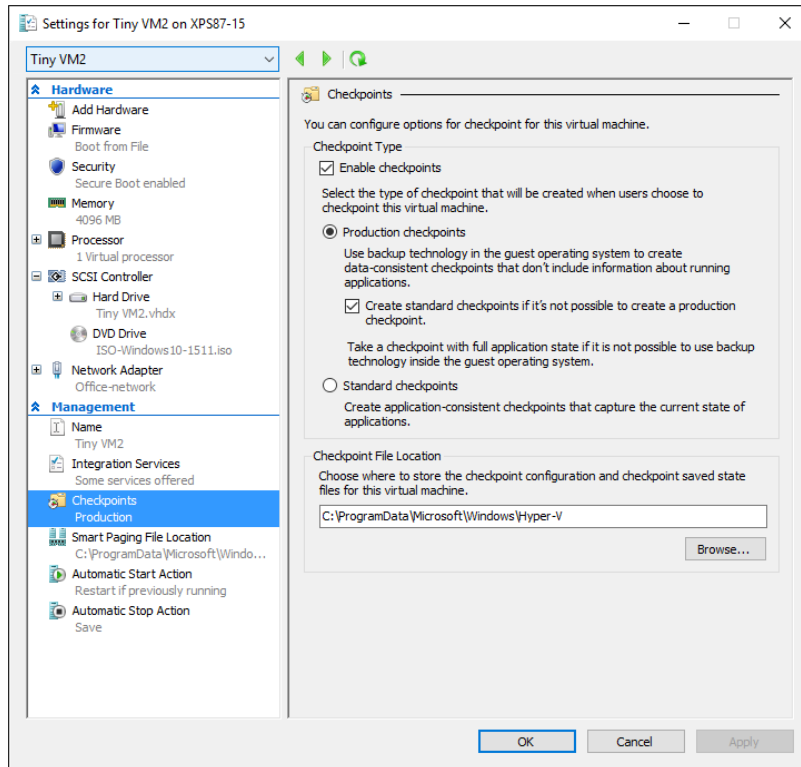 Settings for Tiny VM2 on XPS87-15
Tiny VM2
Hardware
Add Hardware
Firmware
Boot from File
Security
Secure Boot enabled
Memory
4096 MB
Processor
1 Virtual processor
SCSI Controller
Hard Drive
Tiny VM2.vhdx
DVD Drive
ISO-Windows10-1511.iso
Network Adapter
Office-network
Management
Name
Tiny VM2
Integration Services
Some services offered
Checkpoints
Production
Smart Paging File Location
C:\ProgramData\Microsoft\Windo...
Automatic Start Action
Restart if previously running
Automatic Stop Action
Save
Checkpoints
You can configure options for checkpoint for this virtual machine.
Checkpoint Type
Enable checkpoints
Select the type of checkpoint that will be created when users choose to
checkpoint this virtual machine.
Production checkpoints
Use backup technology in the guest operating system to create
data-consistent checkpoints that don't include information about running
applications.
Create standard checkpoints if it's not possible to create a production
checkpoint.
Take a checkpoint with full application state if it is not possible to use backup
technology inside the guest operating system.
Standard checkpoints
Create application-consistent checkpoints that capture the current state of
applications.
Checkpoint File Location
Choose where to store the checkpoint configuration and checkpoint saved state
files for this virtual machine.
C:\ProgramData\Microsoft\Windows\Hyper-V
Browse...
OK
Cancel
Apply